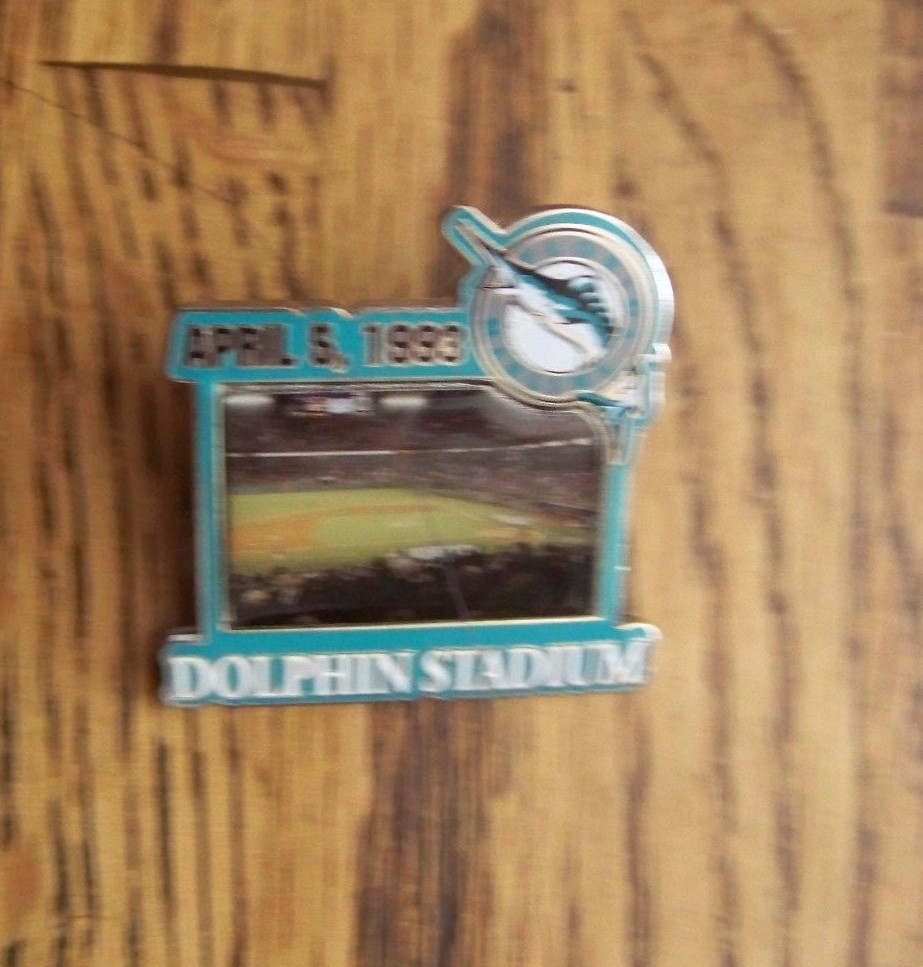 APRIL 5, 1993
DOLPHIN STADIUM